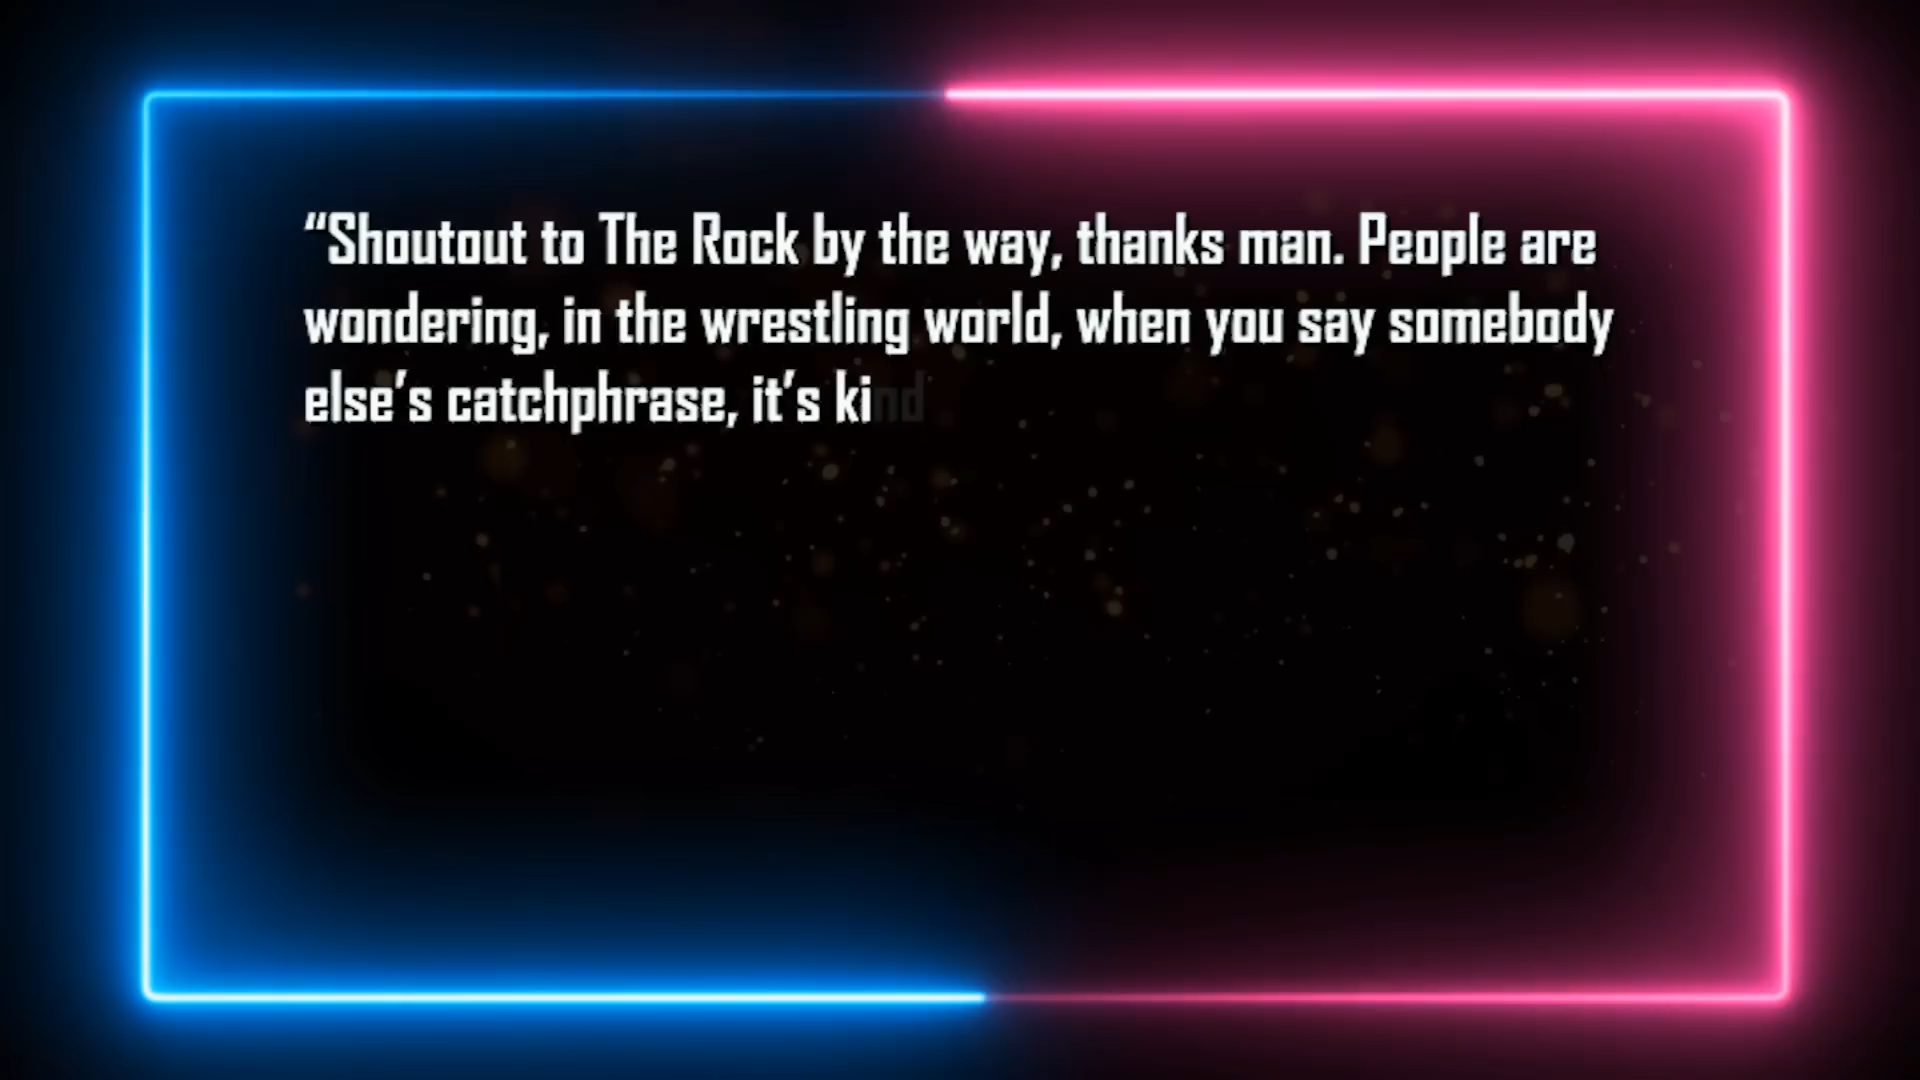 “Shoutout to The Rock by the way, thanks man. People are
wondering, in the wrestling world, when you say somebody
else’s catchphrase, it’s kind